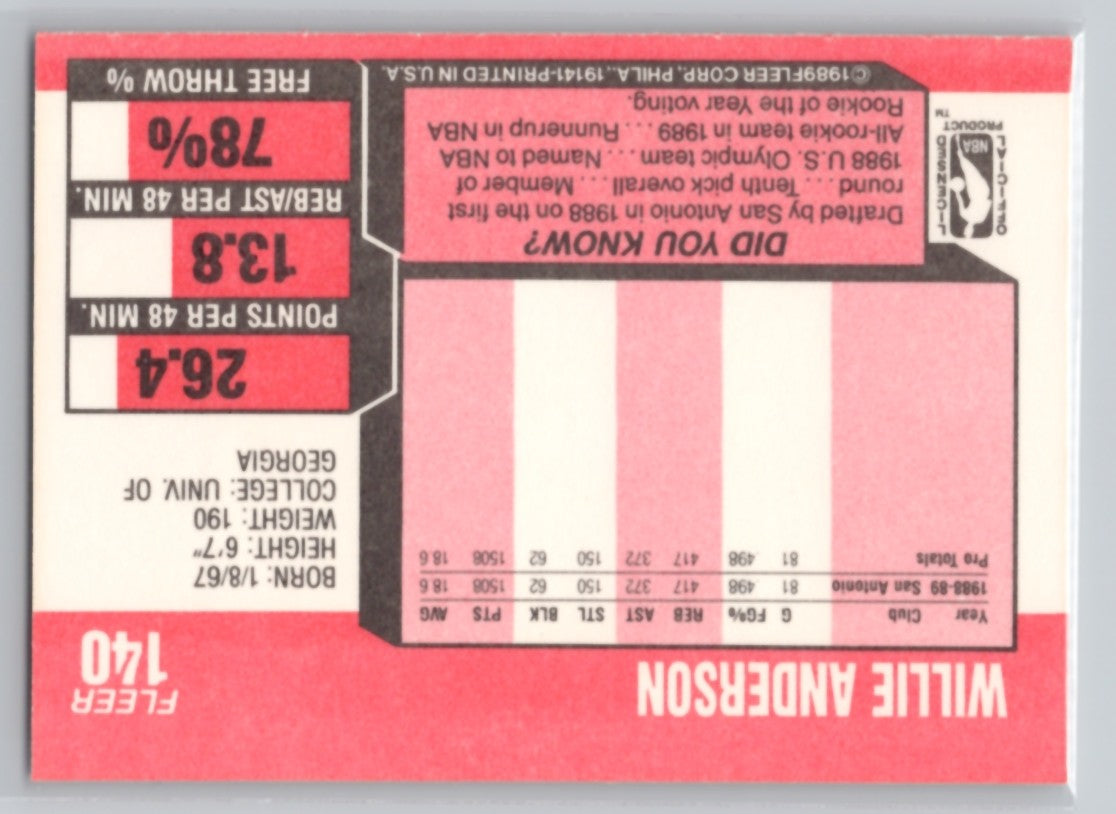 WILLIE ANDERSON
FLEER
140
Year Club G FG% REB AST STL BLK PTS AVG
1988-89 San Antonio 81 498 417 372 150 62 1508 18.6
Pro Totals 81 498 417 372 150 62 1508 18.6
BORN: 1/8/67
HEIGHT: 6'7"
WEIGHT: 190
COLLEGE: UNIV. OF
GEORGIA
26.4
POINTS PER 48 MIN.
13.8
REB/AST PER 48 MIN.
78%
FREE THROW %
DID YOU KNOW?
Drafted by San Antonio in 1988 on the first
round ... Tenth pick overall ... Member of
1988 U.S. Olympic team ... Named to NBA
All-rookie team in 1989 ... Runnerup in NBA
Rookie of the Year voting.
OFFICIAL
LICENSED
NBA
PRODUCT
TM
©1989 FLEER CORP., PHILA., 19141-PRINTED IN U.S.A.